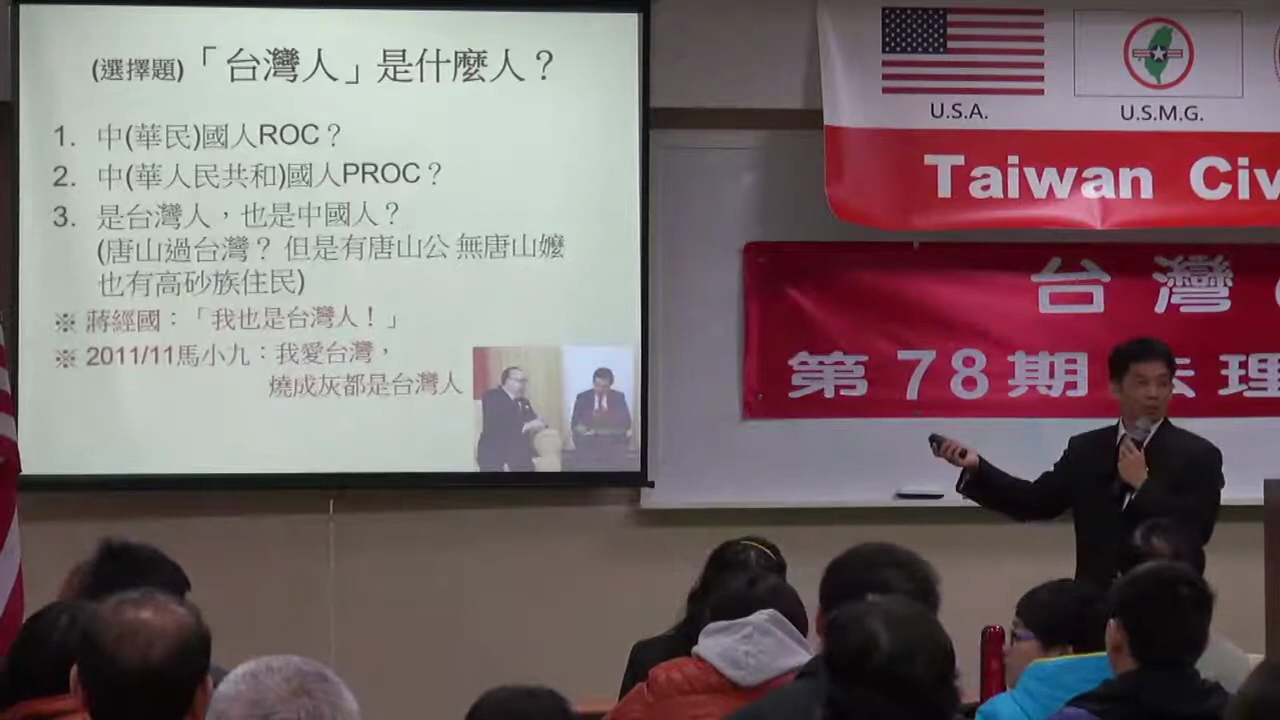 (選擇題)「台灣人」是什麼人？
1. 中(華民)國人ROC？
2. 中(華人民共和)國人PROC？
3. 是台灣人，也是中國人？
(唐山過台灣？ 但是有唐山公 無唐山嬤
也有高砂族住民)
※ 蔣經國：「我也是台灣人！」
※ 2011/11馬小九：我愛台灣，
燒成灰都是台灣人
U.S.A.
U.S.M.G.
Taiwan Civ
台灣
第78期法理